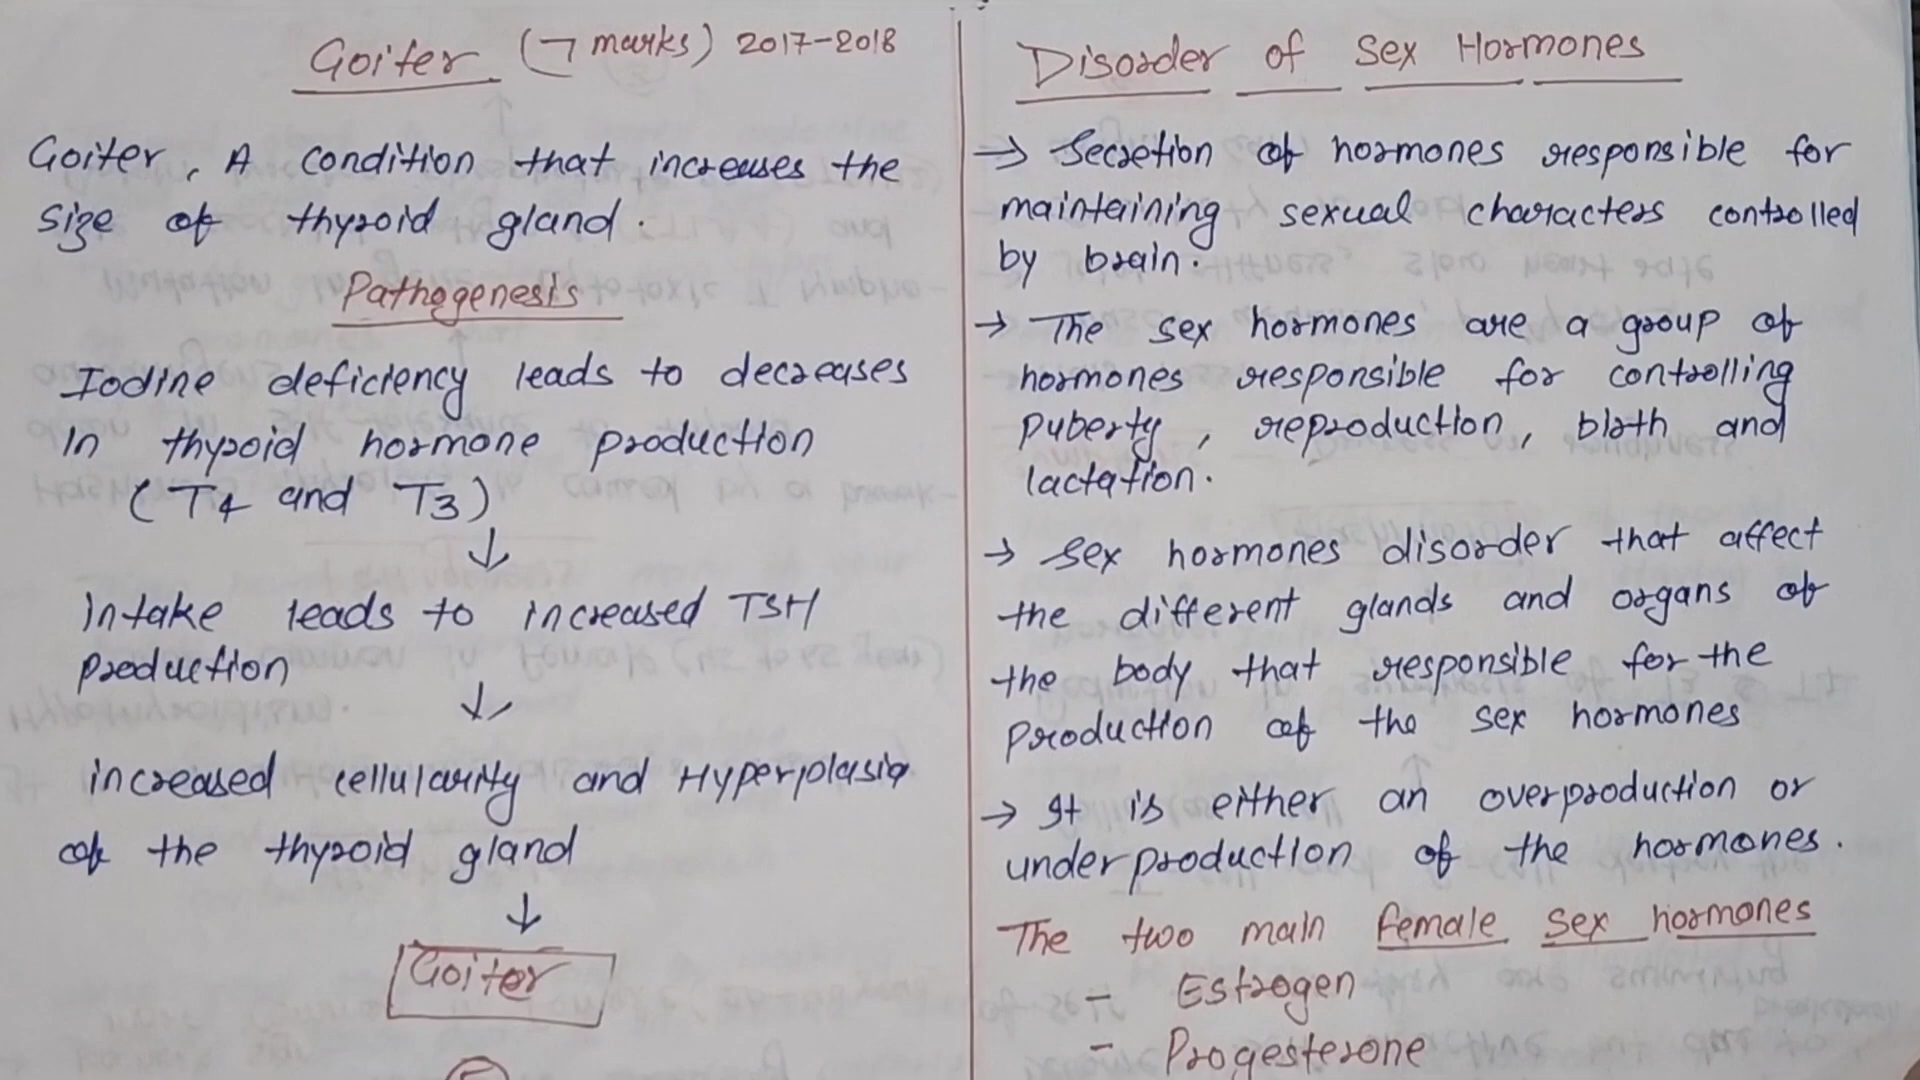 Goiter (7 marks) 2017-2018
Goiter, A condition that increases the
size of thyroid gland.
Pathogenesis
Iodine deficiency leads to decreases
in thyroid hormone production
(T4 and T3)
↓
Intake leads to increased TSH
production
↓
increased cellularity and Hyperplasia
of the thyroid gland
↓
Goiter
Disorder of Sex Hormones
→ Secretion of hormones responsible for
maintaining sexual characters controlled
by brain.
→ The sex hormones are a group of
hormones responsible for controlling
puberty, reproduction, birth and
lactation.
→ Sex hormones disorder that affect
the different glands and organs of
the body that responsible for the
production of the sex hormones
→ It is either an overproduction or
underproduction of the hormones.
The two main female sex hormones
- Estrogen
- Progesterone